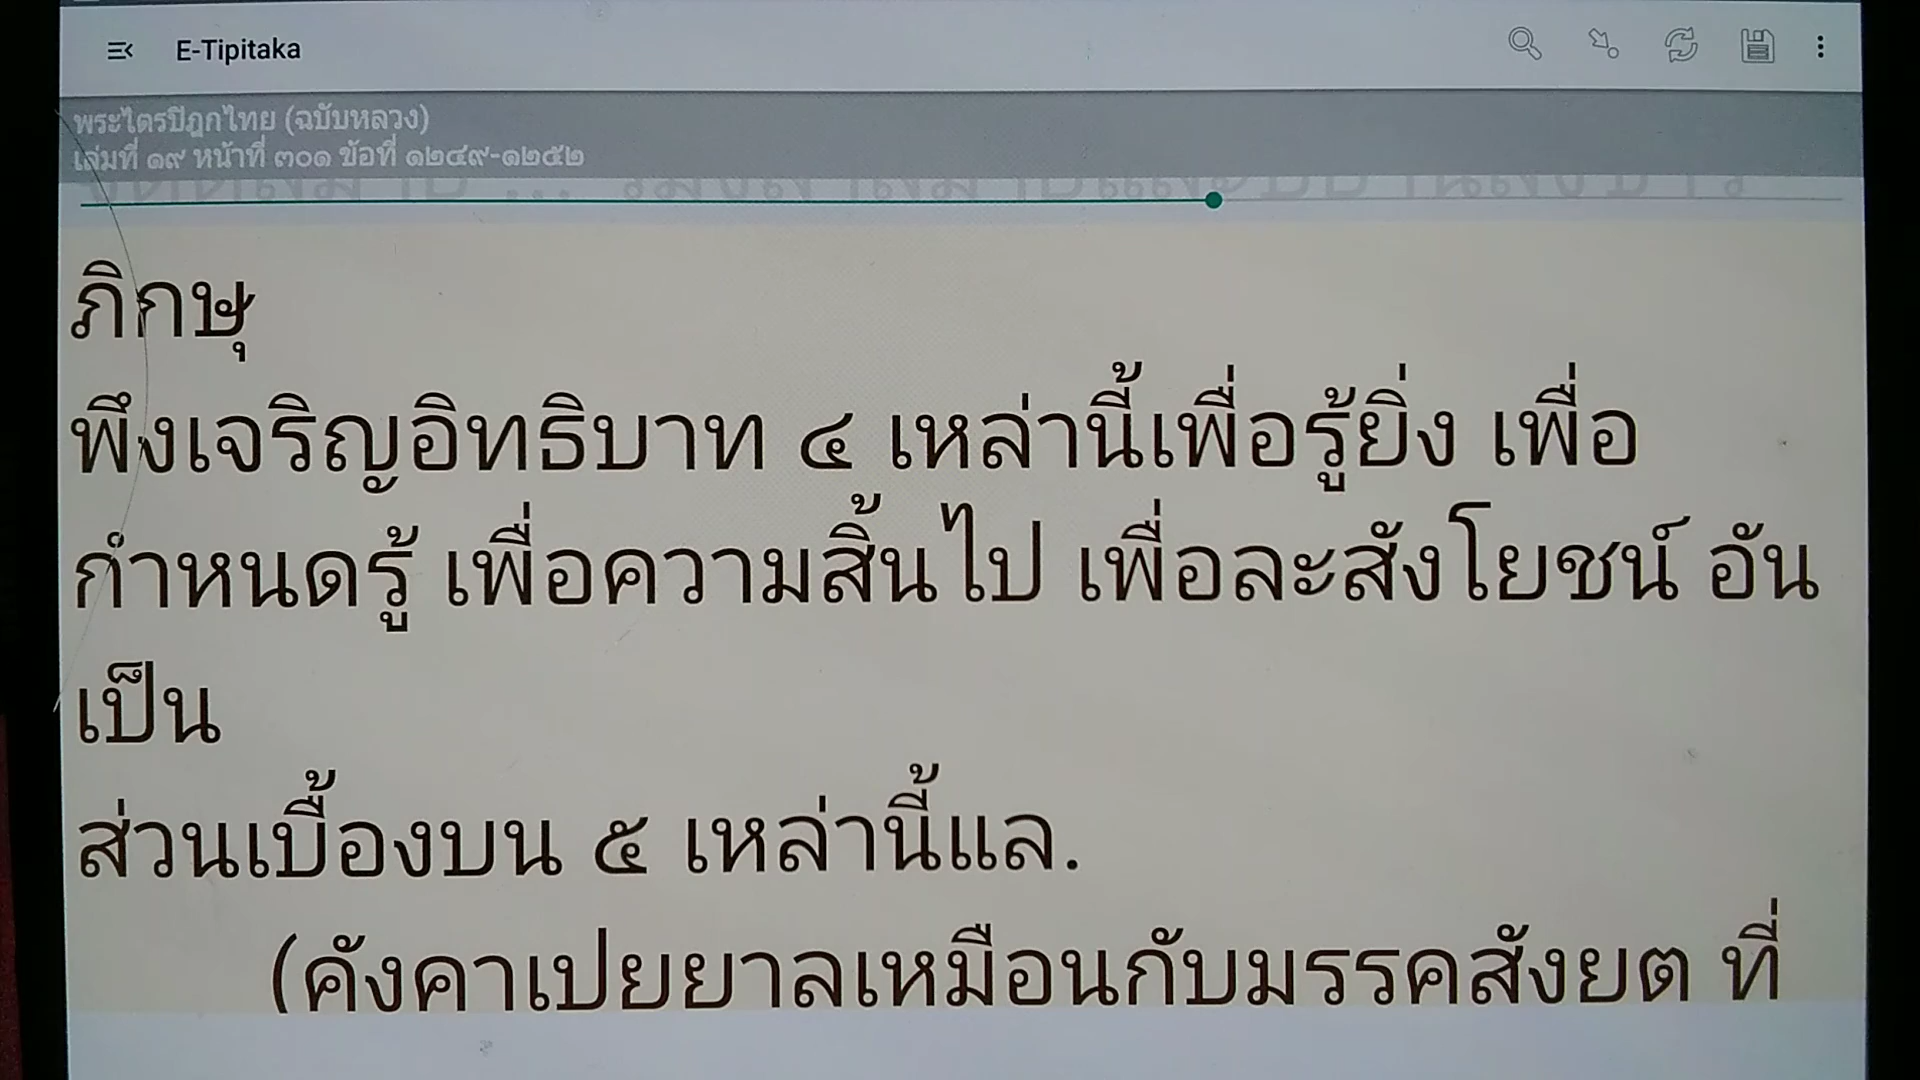 E-Tipitaka
พระไตรปิฎกไทย (ฉบับหลวง)
เล่มที่ ๑๙ หน้าที่ ๓๐๑ ข้อที่ ๑๒๔๙-๑๒๕๒
ภิกษุ
พึงเจริญอิทธิบาท ๔ เหล่านี้เพื่อรู้ยิ่ง เพื่อ
กำหนดรู้ เพื่อความสิ้นไป เพื่อละสังโยชน์ อัน
เป็น
ส่วนเบื้องบน ๕ เหล่านี้แล.
(คังคาเปยยาลเหมือนกับมรรคสังยต ที่